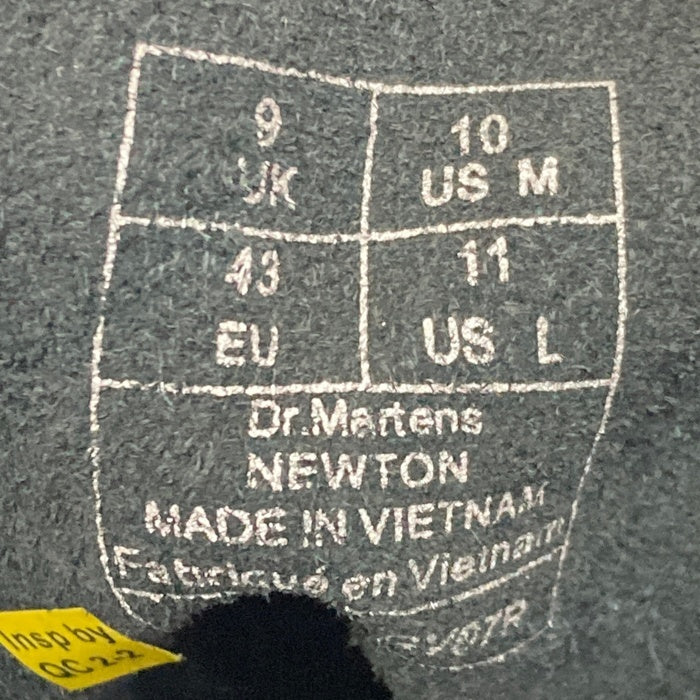 9 10
UK US M
43 11
EU US L
Dr.Martens
NEWTON
MADE IN VIETNAM
Fabriqué en Vietnam
Insp by
QC 2-2